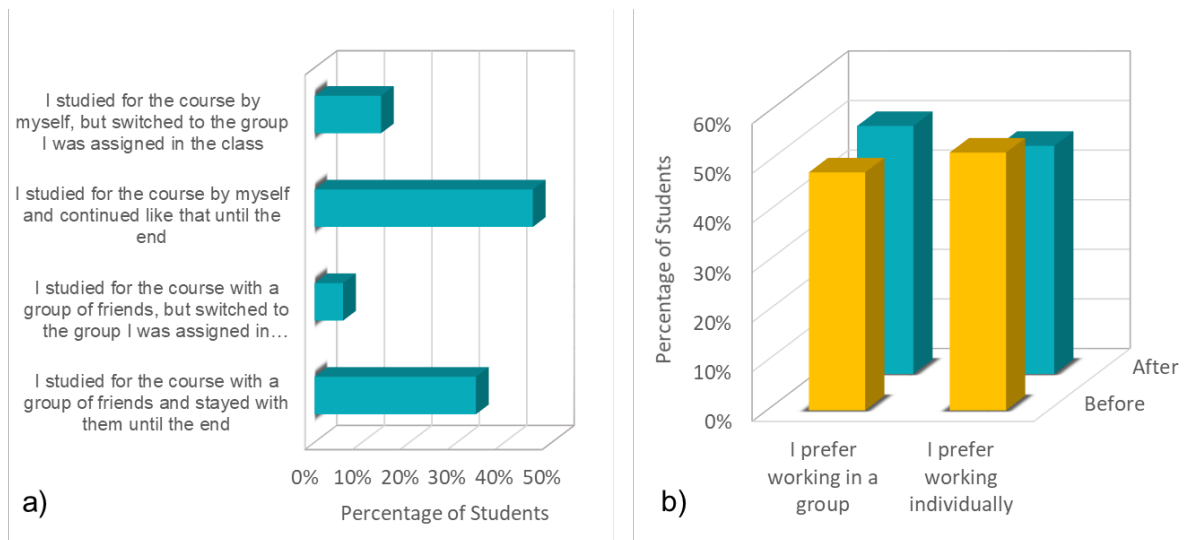 I studied for the course by
myself, but switched to the group
I was assigned in the class
I studied for the course by myself
and continued like that until the
end
I studied for the course with a
group of friends, but switched to
the group I was assigned in…
I studied for the course with a
group of friends and stayed with
them until the end
0% 10% 20% 30% 40% 50%
Percentage of Students
a)
60%
50%
40%
30%
20%
10%
0%
Percentage of Students
After
Before
I prefer
working in a
group
I prefer
working
individually
b)